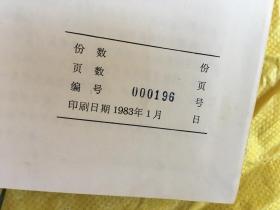 份数 份
页数 页
编号 000196 号
印刷日期1983年1月 日